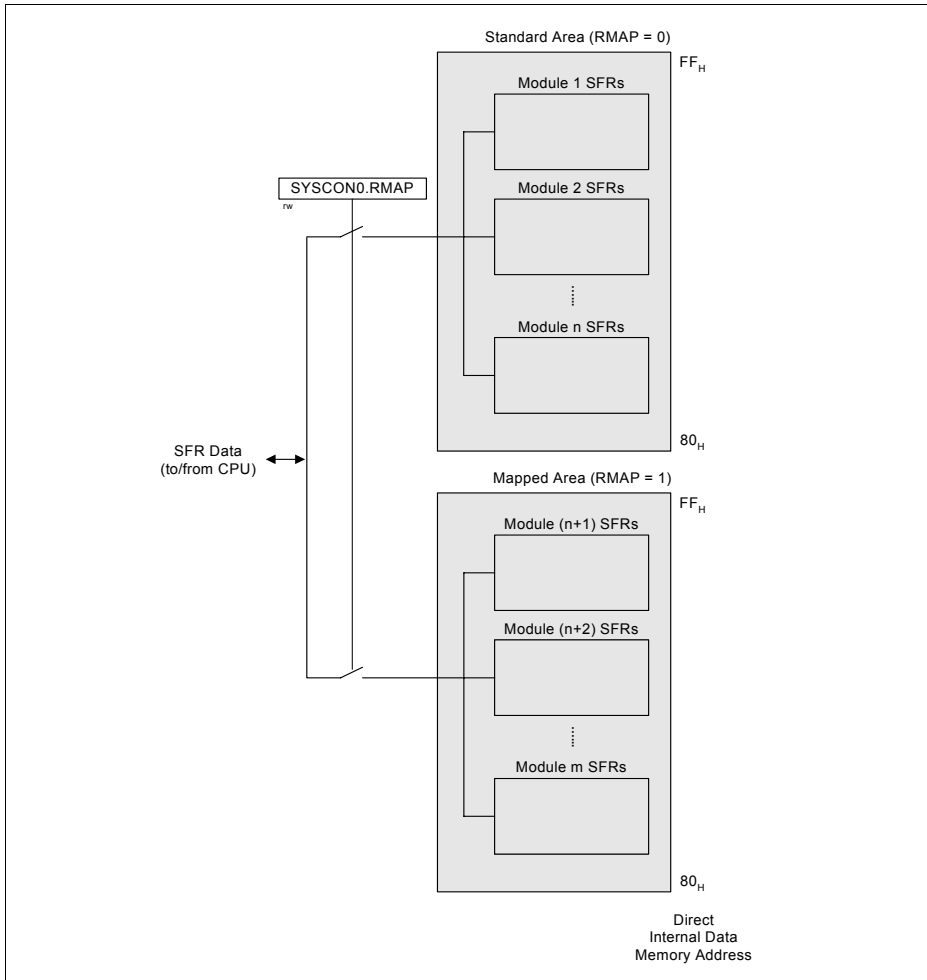 Standard Area (RMAP = 0)
FFH
Module 1 SFRs
SYSCON0.RMAP
rw
Module 2 SFRs
Module n SFRs
80H
SFR Data
(to/from CPU)
Mapped Area (RMAP = 1)
FFH
Module (n+1) SFRs
Module (n+2) SFRs
Module m SFRs
80H
Direct
Internal Data
Memory Address